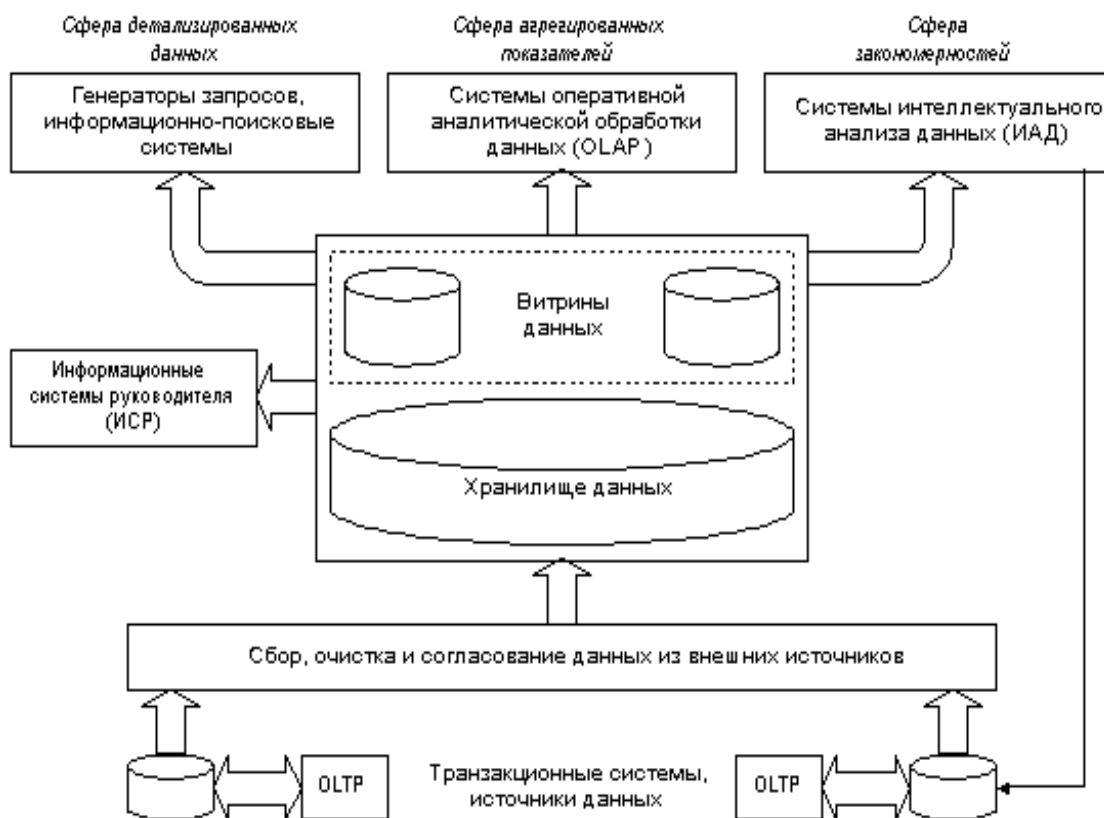 Сфера детализированных
данных
Сфера агрегированных
показателей
Сфера
закономерностей
Генераторы запросов,
информационно-поисковые
системы
Системы оперативной
аналитической обработки
данных (OLAP)
Системы интеллектуального
анализа данных (ИАД)
Витрины
данных
Информационные
системы руководителя
(ИСР)
Хранилище данных
Сбор, очистка и согласование данных из внешних источников
OLTP
Транзакционные системы,
источники данных
OLTP